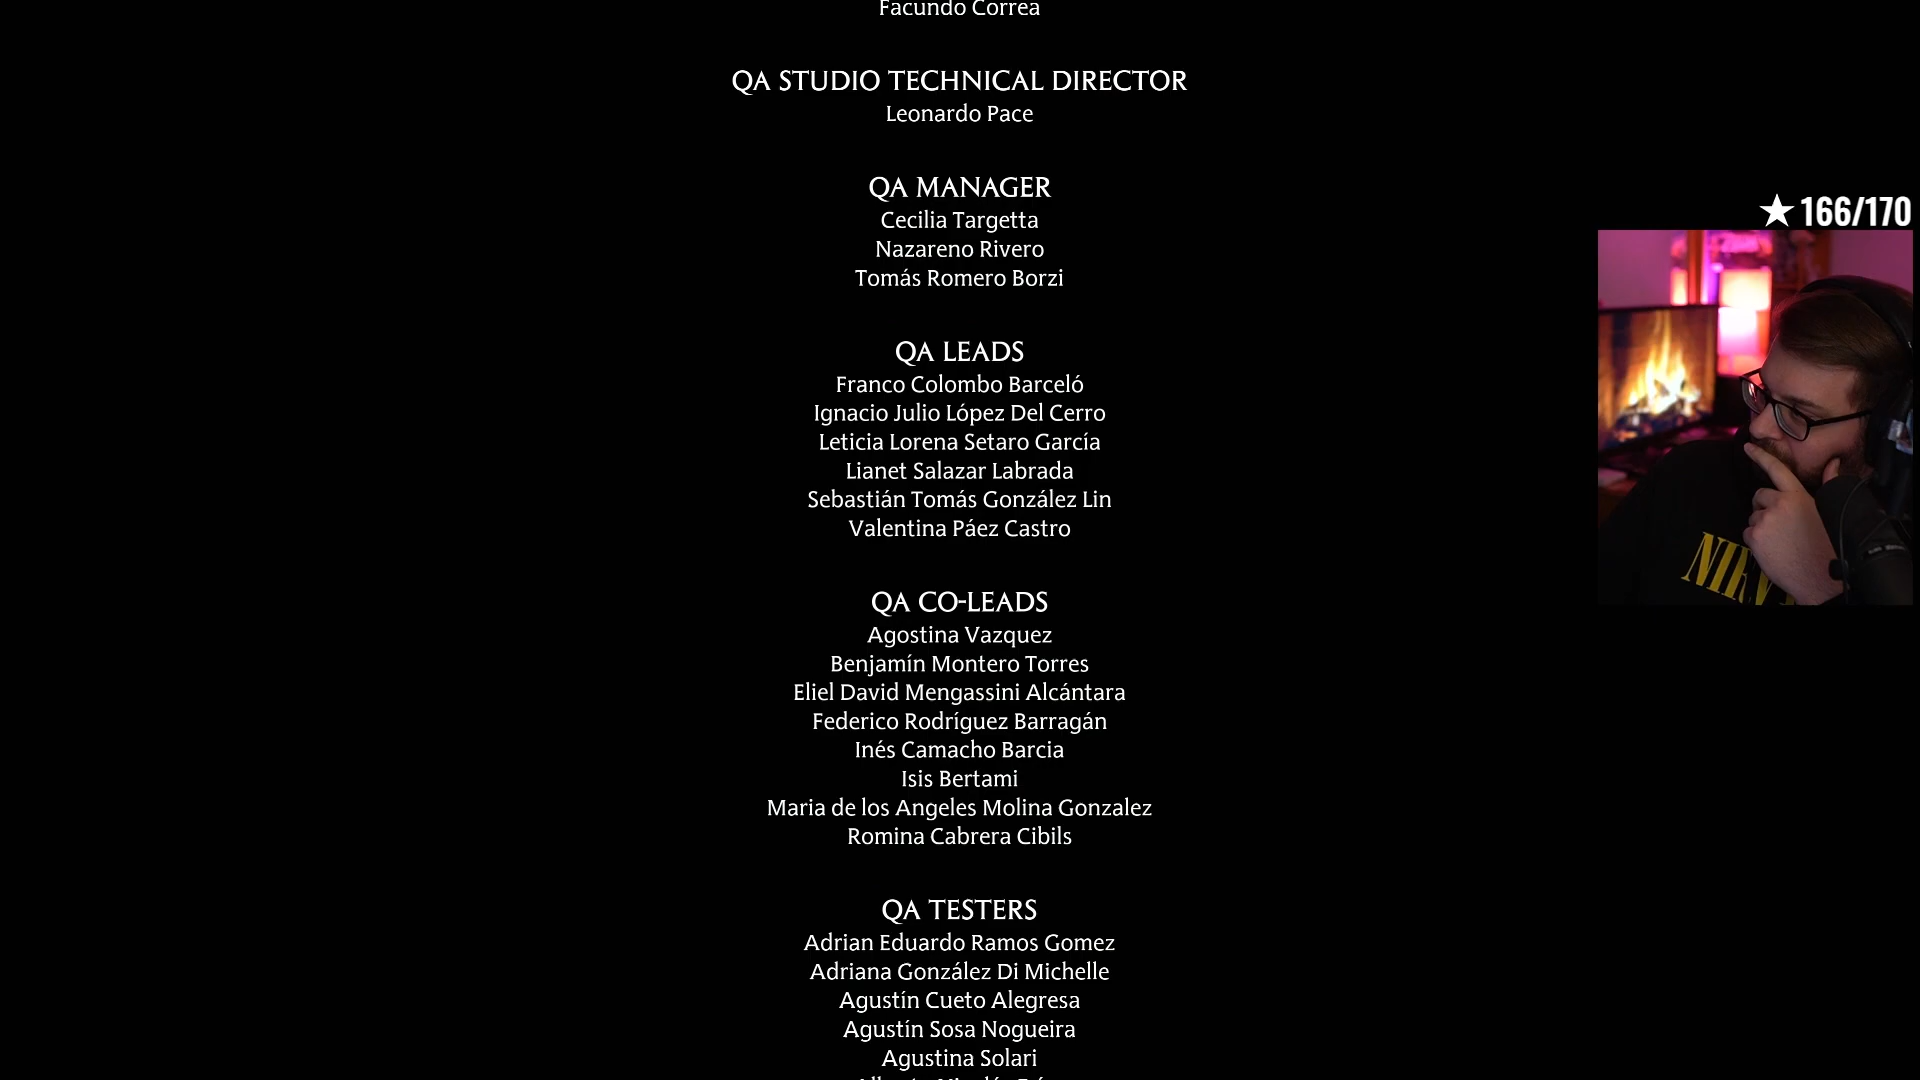 Facundo Correa
QA STUDIO TECHNICAL DIRECTOR
Leonardo Pace
QA MANAGER
Cecilia Targetta
Nazareno Rivero
Tomás Romero Borzi
★ 166/170
QA LEADS
Franco Colombo Barceló
Ignacio Julio López Del Cerro
Leticia Lorena Setaro García
Lianet Salazar Labrada
Sebastián Tomás González Lin
Valentina Páez Castro
QA CO-LEADS
Agostina Vazquez
Benjamín Montero Torres
Eliel David Mengassini Alcántara
Federico Rodríguez Barragán
Inés Camacho Barcia
Isis Bertami
Maria de los Angeles Molina Gonzalez
Romina Cabrera Cibils
QA TESTERS
Adrian Eduardo Ramos Gomez
Adriana González Di Michelle
Agustín Cueto Alegresa
Agustín Sosa Nogueira
Agustina Solari